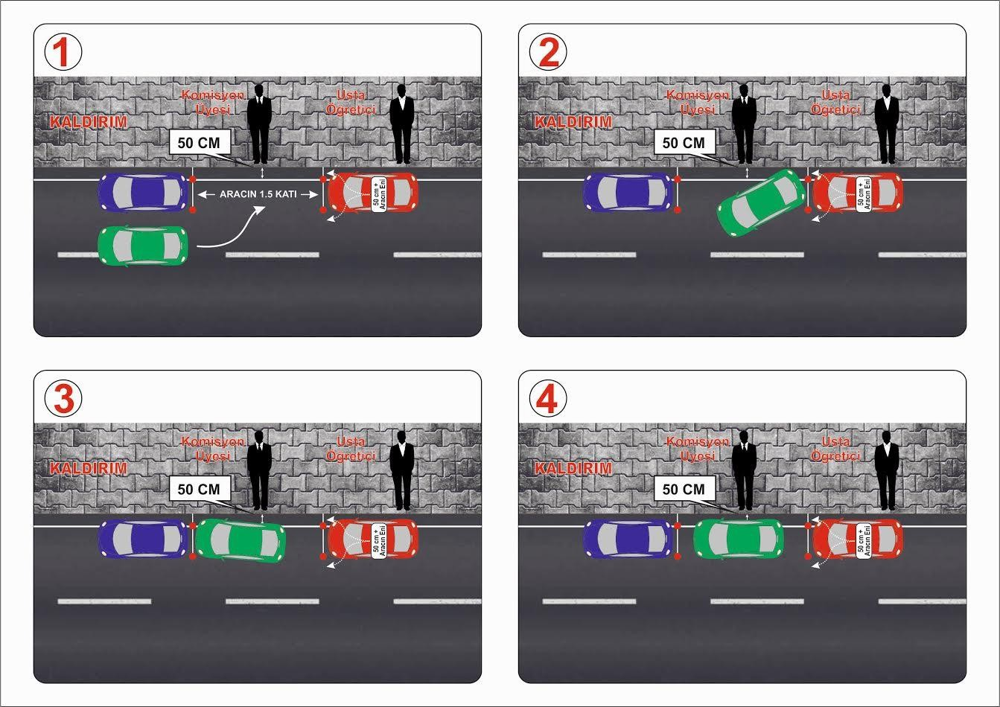 1
Komisyon
Üyesi
Usta
Öğretici
KALDIRIM
50 CM
ARACIN 1.5 KATI
50 cm +
Aracın Eni
2
Komisyon
Üyesi
Usta
Öğretici
KALDIRIM
50 CM
50 cm +
Aracın Eni
3
Komisyon
Üyesi
Usta
Öğretici
KALDIRIM
50 CM
50 cm +
Aracın Eni
4
Komisyon
Üyesi
Usta
Öğretici
KALDIRIM
50 CM
50 cm +
Aracın Eni